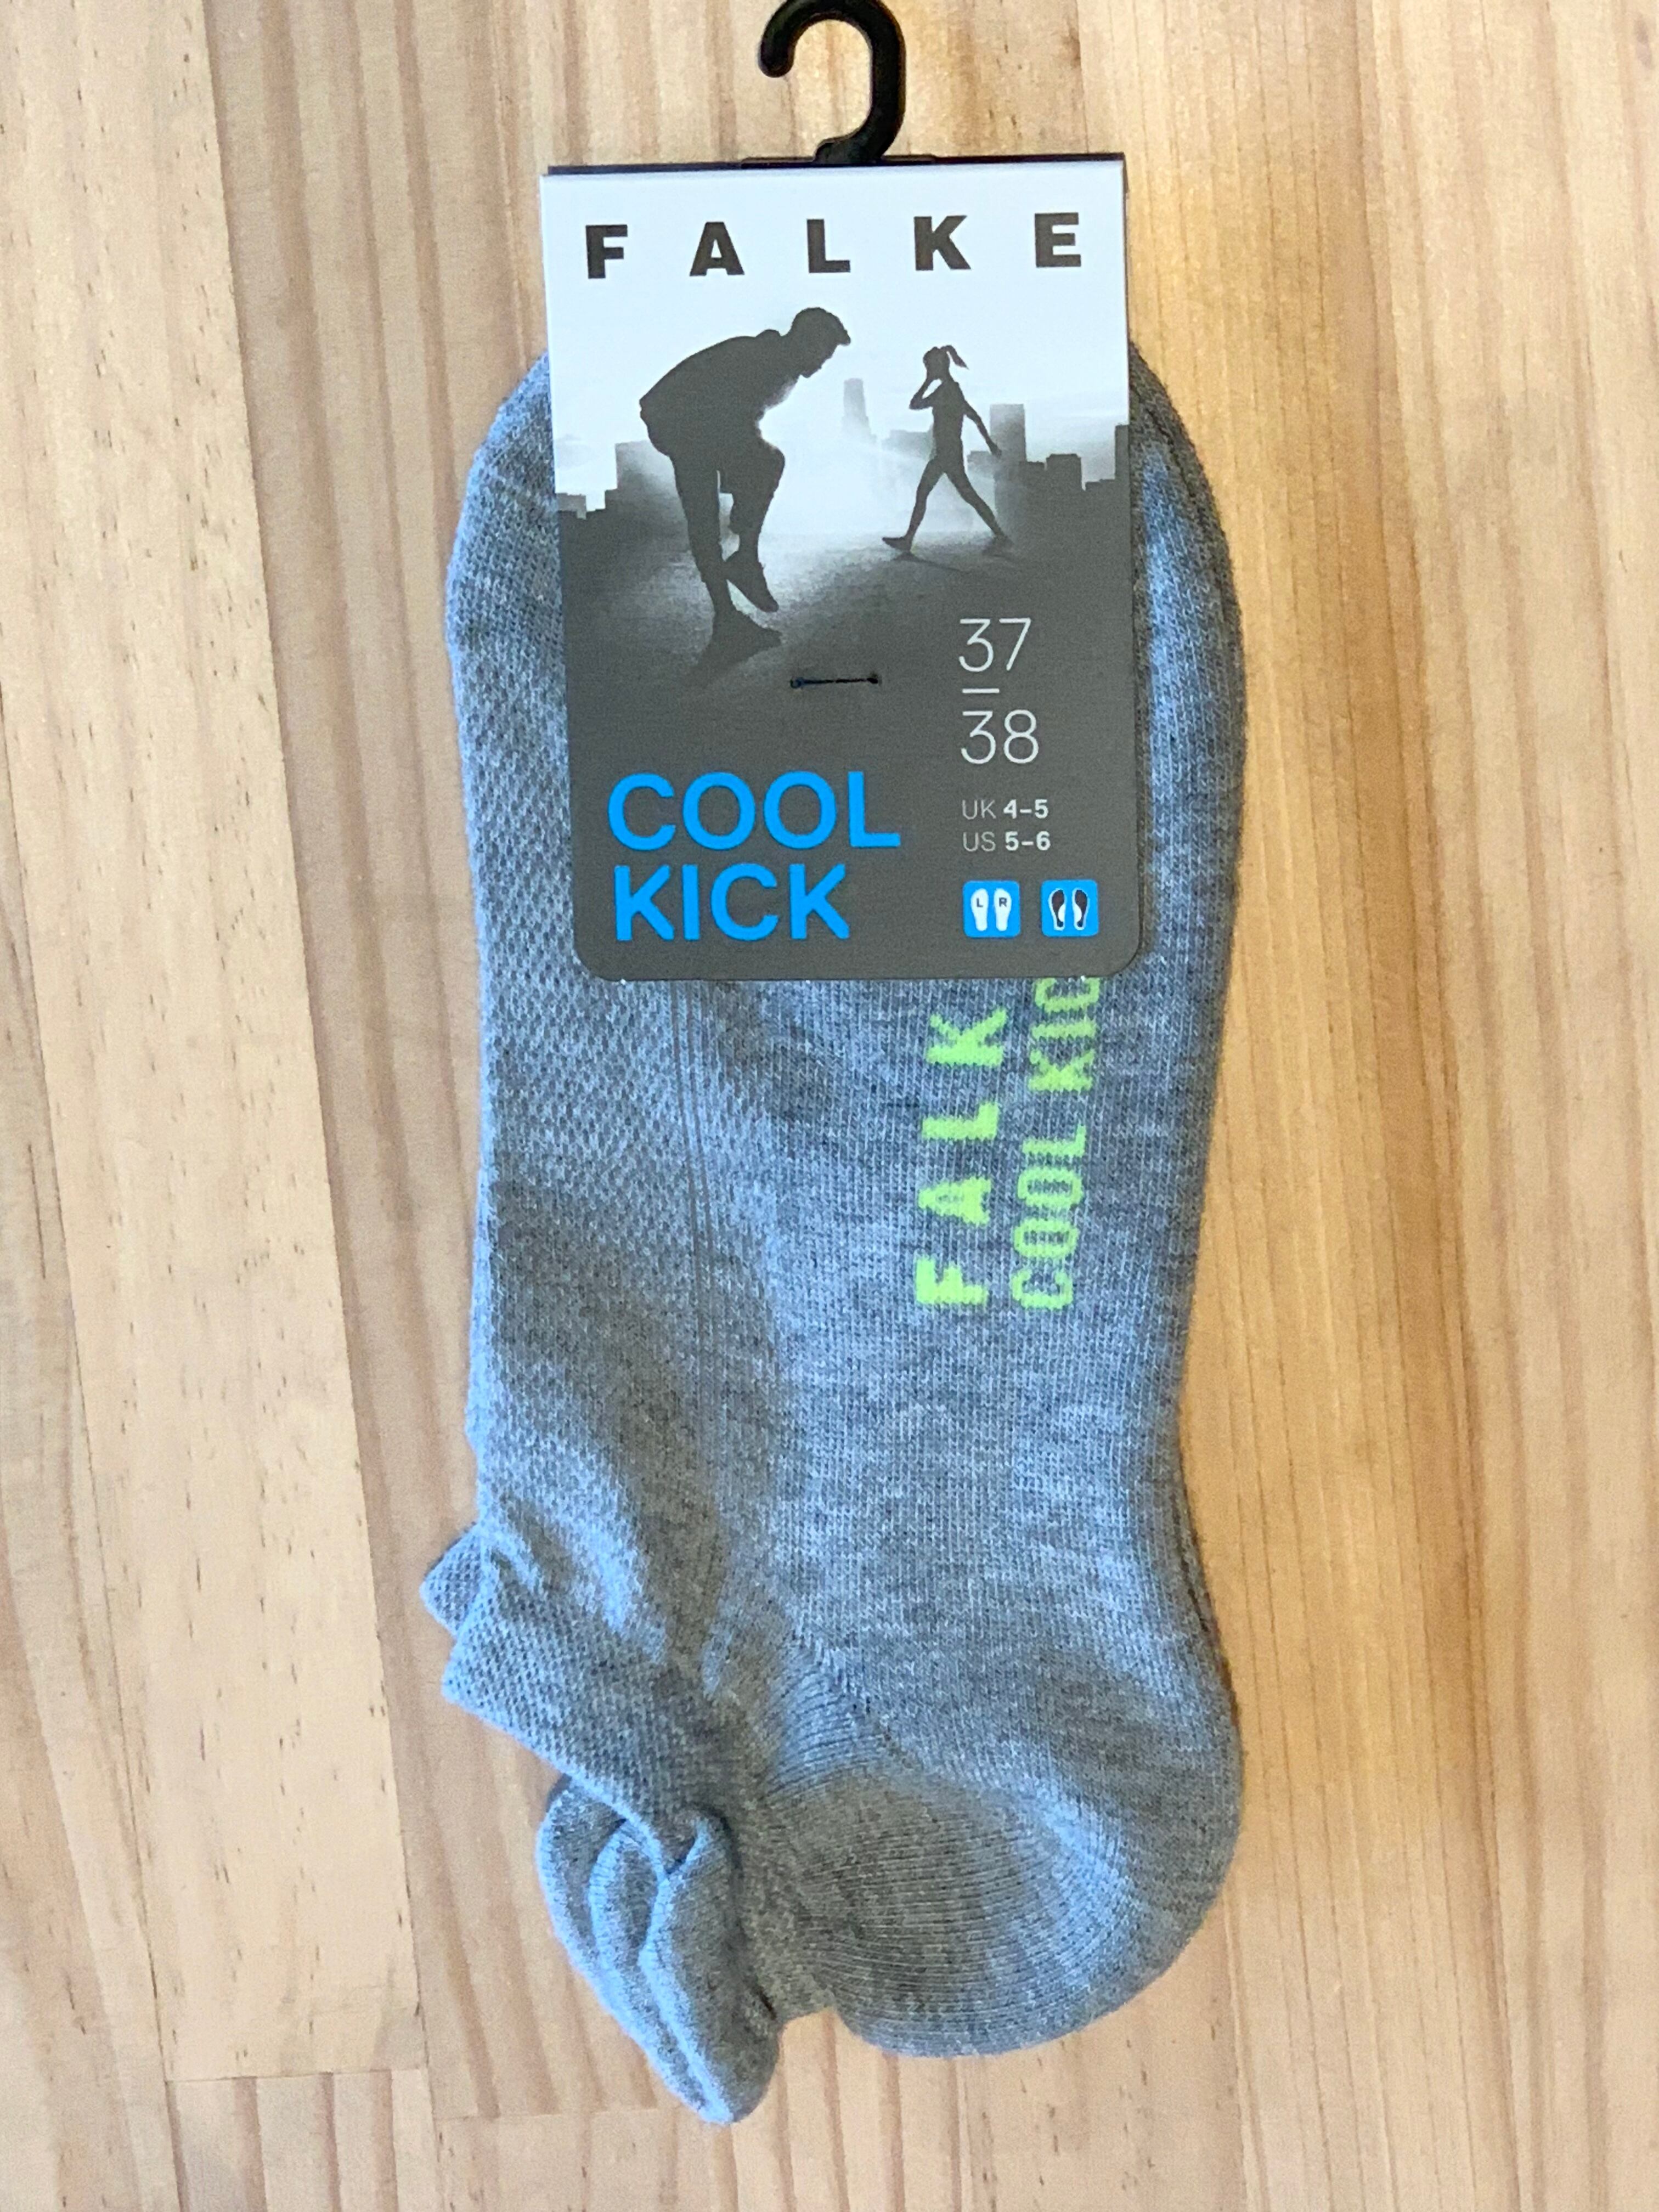 FALKE
37
38
COOL
KICK
UK 4-5
US 5-6
L R
FALK
COOL KIC